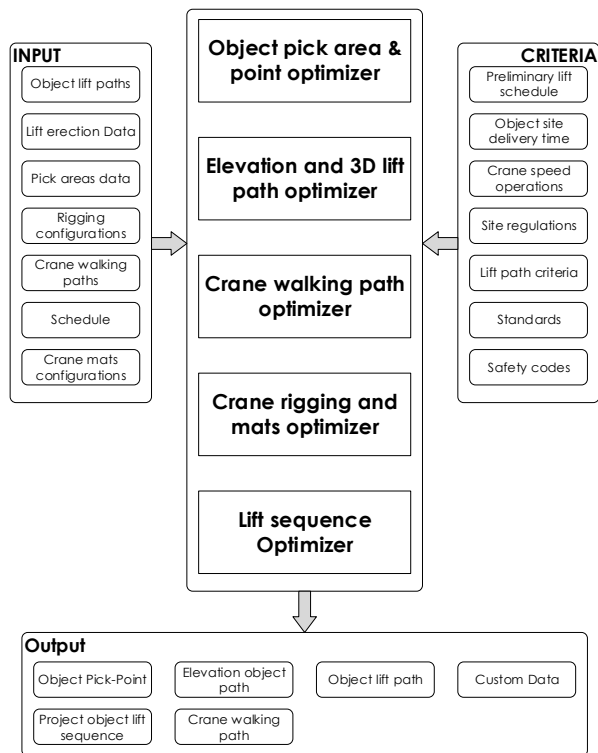 INPUT
Object lift paths
Lift erection Data
Pick areas data
Rigging
configurations
Crane walking
paths
Schedule
Crane mats
configurations
Object pick area &
point optimizer
Elevation and 3D lift
path optimizer
Crane walking path
optimizer
Crane rigging and
mats optimizer
Lift sequence
Optimizer
CRITERIA
Preliminary lift
schedule
Object site
delivery time
Crane speed
operations
Site regulations
Lift path criteria
Standards
Safety codes
Output
Object Pick-Point
Elevation object
path
Object lift path
Custom Data
Project object lift
sequence
Crane walking
path